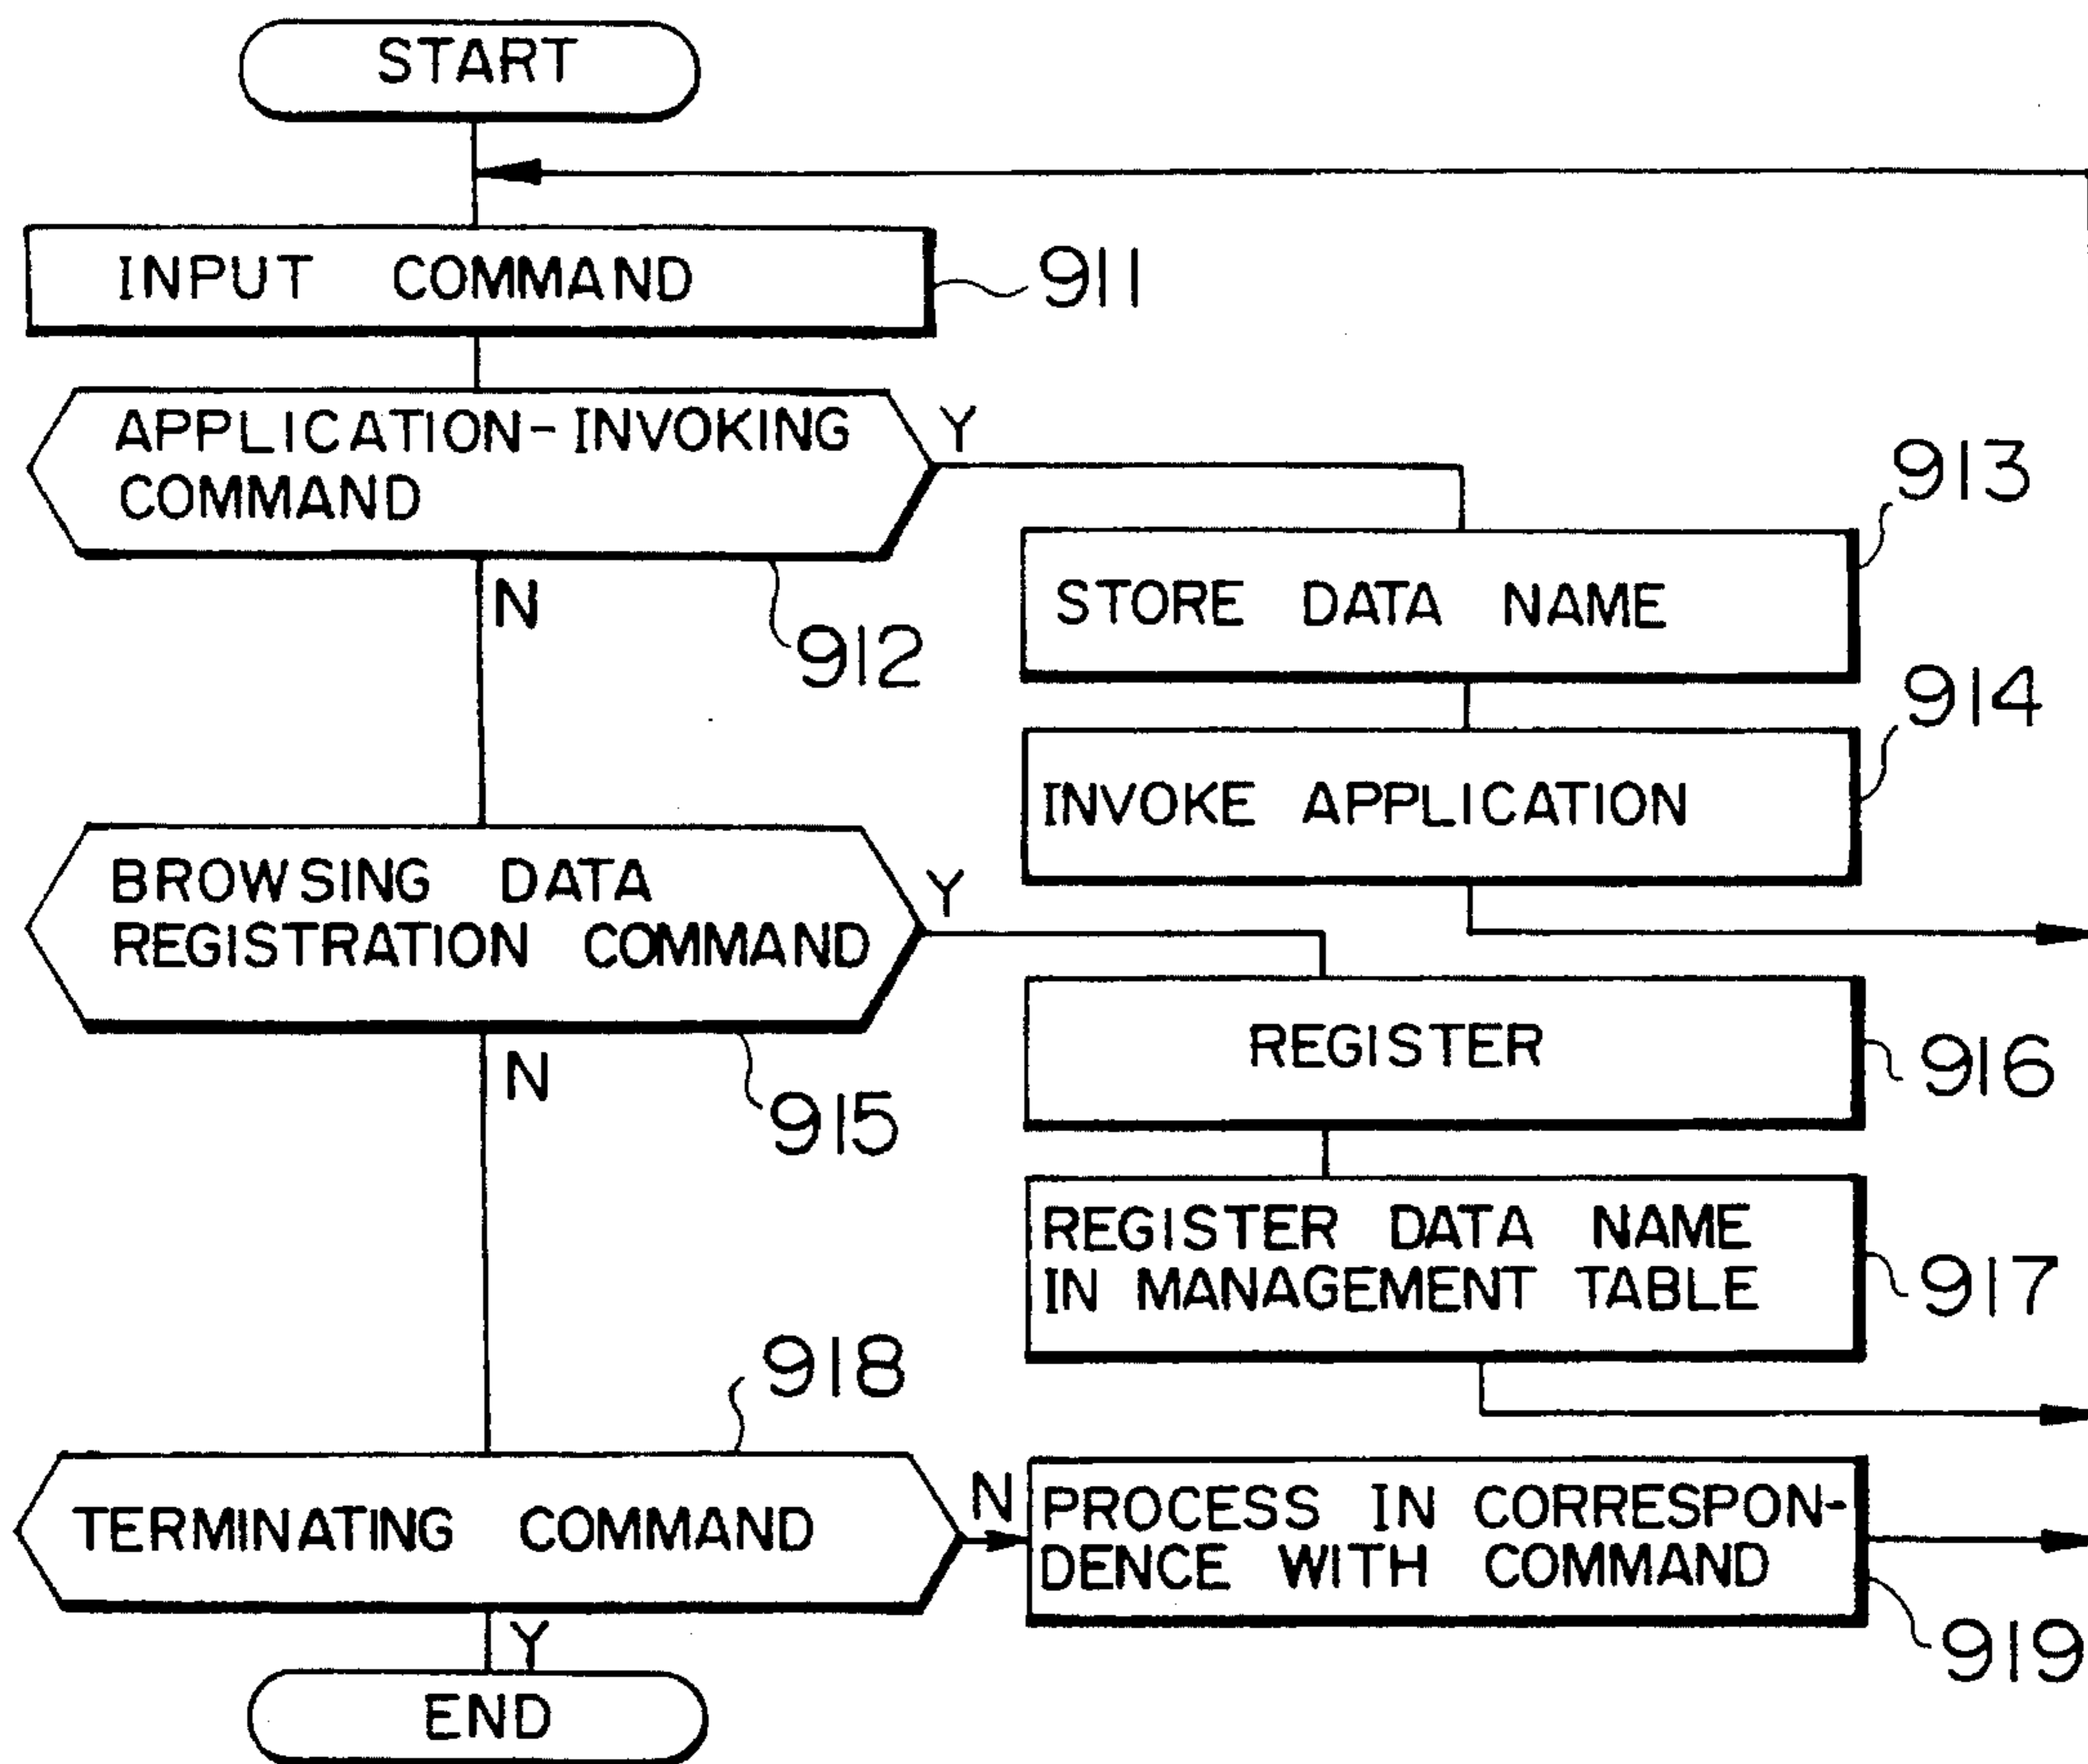 START
INPUT COMMAND
911
APPLICATION-INVOKING
COMMAND
Y
N
912
STORE DATA NAME
913
INVOKE APPLICATION
914
BROWSING DATA
REGISTRATION COMMAND
Y
N
915
REGISTER
916
REGISTER DATA NAME
IN MANAGEMENT TABLE
917
918
TERMINATING COMMAND
N
Y
PROCESS IN CORRESPON-
DENCE WITH COMMAND
919
END